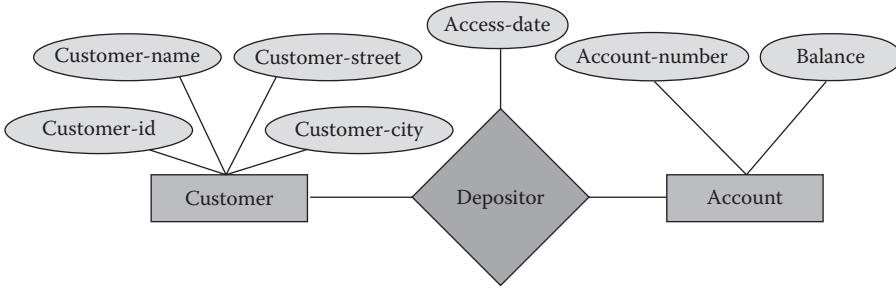 Access-date
Customer-name
Customer-street
Account-number
Balance
Customer-id
Customer-city
Customer
Depositor
Account